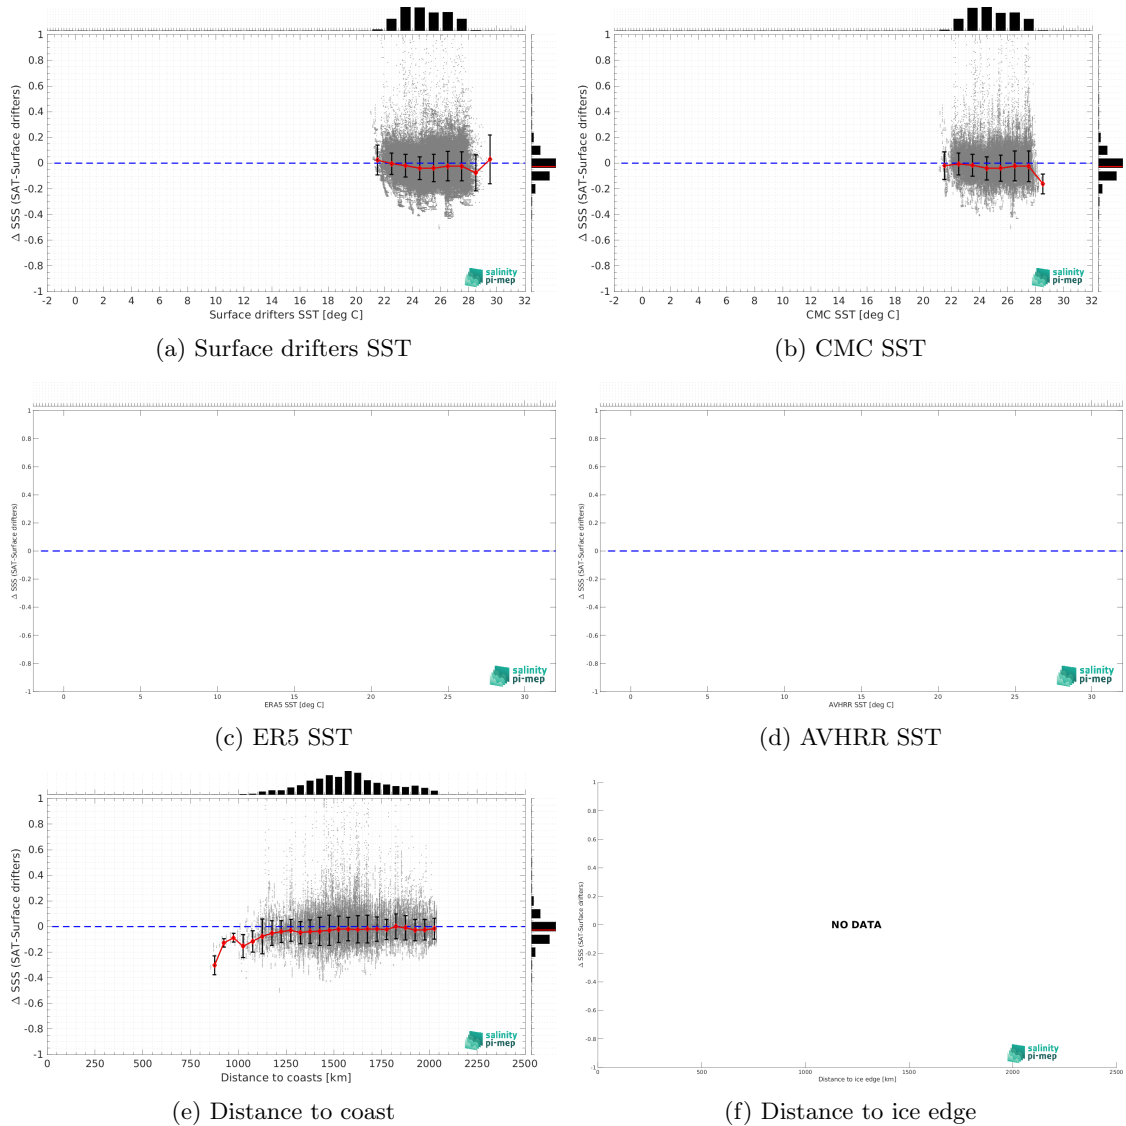 1
0.8
0.6
0.4
0.2
0
-0.2
-0.4
-0.6
-0.8
-1
Δ SSS (SAT-Surface drifters)
salinity
pi-mep
-2 0 2 4 6 8 10 12 14 16 18 20 22 24 26 28 30 32
Surface drifters SST [deg C]
(a) Surface drifters SST
1
0.8
0.6
0.4
0.2
0
-0.2
-0.4
-0.6
-0.8
-1
Δ SSS (SAT-Surface drifters)
salinity
pi-mep
-2 0 2 4 6 8 10 12 14 16 18 20 22 24 26 28 30 32
CMC SST [deg C]
(b) CMC SST
1
0.8
0.6
0.4
0.2
0
-0.2
-0.4
-0.6
-0.8
-1
Δ SSS (SAT-Surface drifters)
salinity
pi-mep
0 5 10 15 20 25 30
ERA5 SST [deg C]
(c) ER5 SST
1
0.8
0.6
0.4
0.2
0
-0.2
-0.4
-0.6
-0.8
-1
Δ SSS (SAT-Surface drifters)
salinity
pi-mep
0 5 10 15 20 25 30
AVHRR SST [deg C]
(d) AVHRR SST
1
0.8
0.6
0.4
0.2
0
-0.2
-0.4
-0.6
-0.8
-1
Δ SSS (SAT-Surface drifters)
salinity
pi-mep
0 250 500 750 1000 1250 1500 1750 2000 2250 2500
Distance to coasts [km]
(e) Distance to coast
1
0.8
0.6
0.4
0.2
0
-0.2
-0.4
-0.6
-0.8
-1
Δ SSS (SAT-Surface drifters)
NO DATA
salinity
pi-mep
0 500 1000 1500 2000 2500
Distance to ice edge [km]
(f) Distance to ice edge